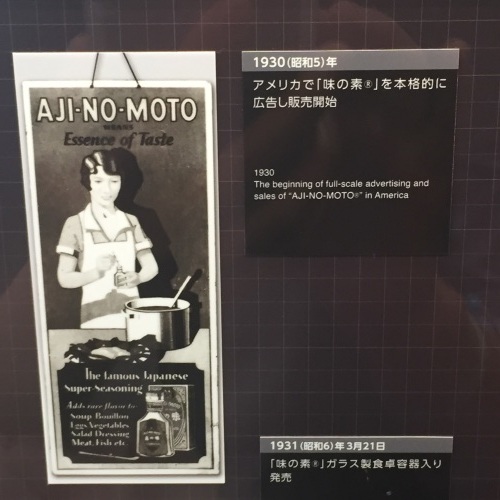 AJI-NO-MOTO
MEANS
Essence of Taste
The famous Japanese
Super-Seasoning
Adds rare flavor to
Soup Bouillon
Eggs Vegetables
Salad Dressing
Meat, Fish etc.
1930(昭和5)年
アメリカで「味の素®」を本格的に
広告し販売開始
1930
The beginning of full-scale advertising and
sales of "AJI-NO-MOTO®" in America
1931(昭和6)年3月21日
「味の素®」ガラス製食卓容器入り
発売